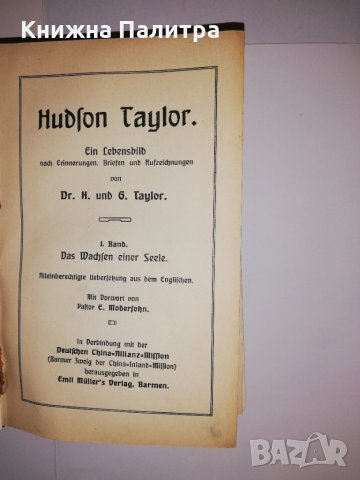 Книжна Палитра
Hudſon Taylor.
Ein Lebensbild
nach Erinnerungen, Briefen und Aufzeichnungen
von
Dr. H. und G. Taylor.
I. Band.
Das Wachſen einer Seele.
Alleinberechtigte Ueberſetzung aus dem Engliſchen.
Mit Vorwort von
Paſtor E. Moderſohn.
In Verbindung mit der
Deutſchen China-Allianz-Miſſion
(Barmer Zweig der China-Inland-Miſſion)
herausgegeben in
Emil Müller's Verlag, Barmen.
BAZAR
bg